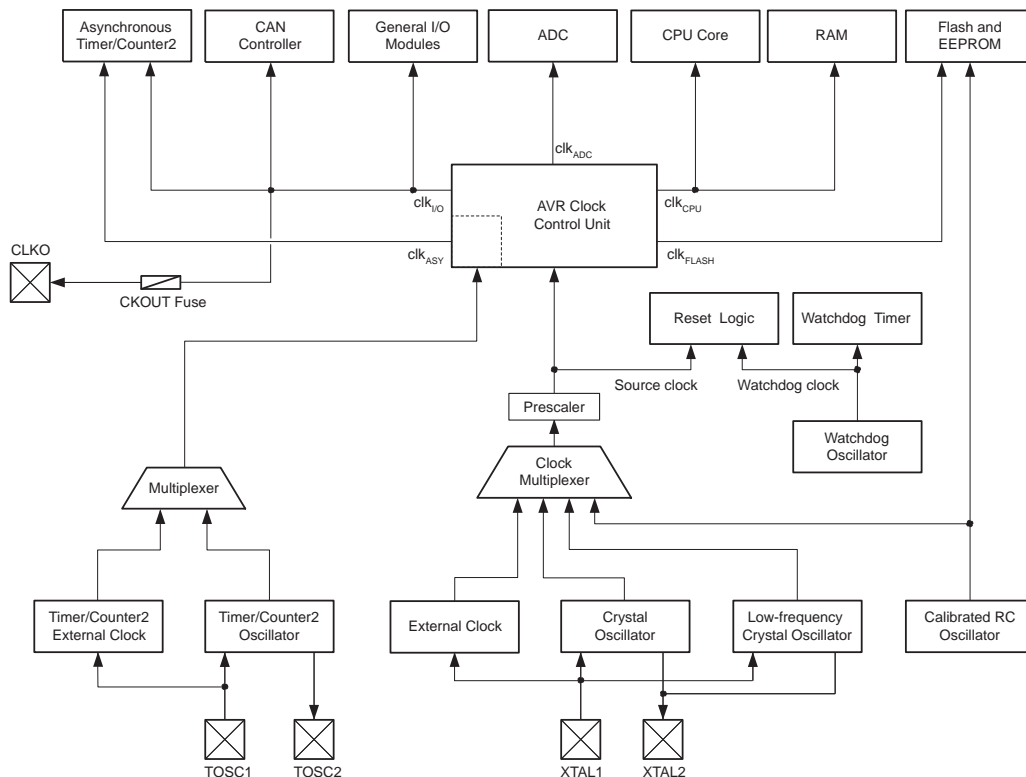 Asynchronous
Timer/Counter2
CAN
Controller
General I/O
Modules
ADC
CPU Core
RAM
Flash and
EEPROM
clkADC
clkI/O
AVR Clock
Control Unit
clkCPU
clkASY
clkFLASH
CLKO
CKOUT Fuse
Reset Logic
Watchdog Timer
Source clock
Watchdog clock
Prescaler
Watchdog
Oscillator
Multiplexer
Clock
Multiplexer
Timer/Counter2
External Clock
Timer/Counter2
Oscillator
External Clock
Crystal
Oscillator
Low-frequency
Crystal Oscillator
Calibrated RC
Oscillator
TOSC1
TOSC2
XTAL1
XTAL2